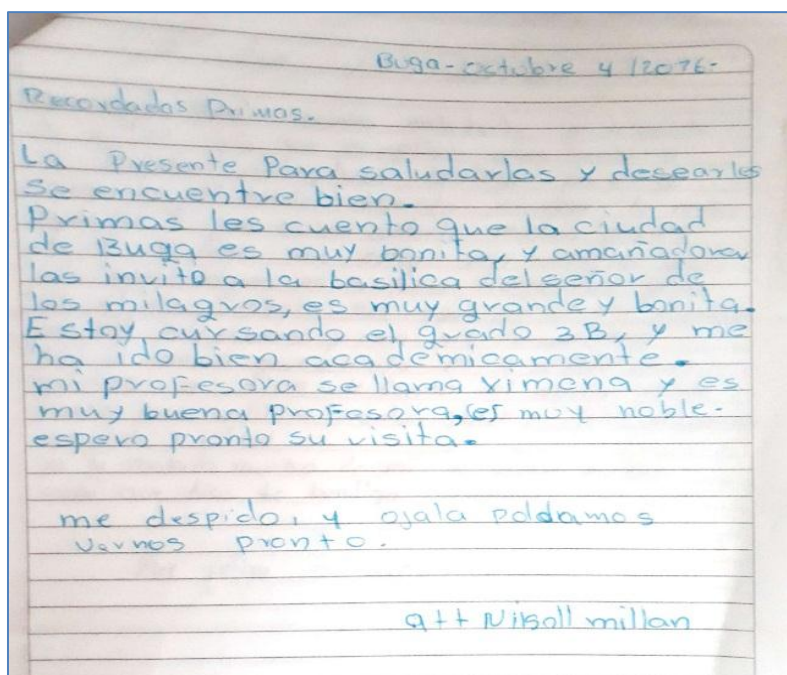 Buga - octubre 4 / 2016-
Recordadas Primas.
La Presente Para saludarlas y desearles
se encuentre bien.
Primas les cuento que la ciudad
de Buga es muy bonita, y amañadora,
las invito a la basilica del señor de
los milagros, es muy grande y bonita.
Estoy cursando el grado 3B, y me
ha ido bien academicamente.
mi profesora se llama ximena y es
muy buena profesora, es muy noble.
espero pronto su visita.
me despido, y ojala poldamos
vernos pronto.
att millan